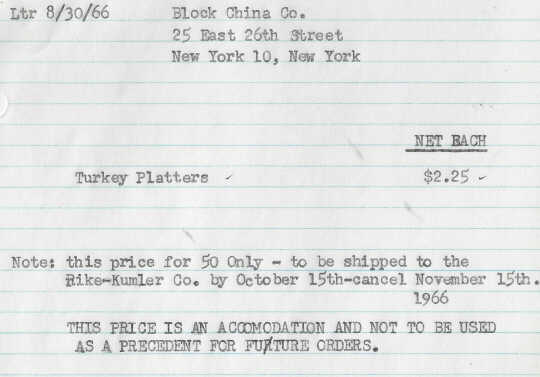 Ltr 8/30/66 Block China Co.
25 East 26th Street
New York 10, New York
NET EACH
Turkey Platters $2.25
Note: this price for 50 Only - to be shipped to the
Rike-Kumler Co. by October 15th-cancel November 15th.
1966
THIS PRICE IS AN ACCOMODATION AND NOT TO BE USED
AS A PRECEDENT FOR FU/TURE ORDERS.